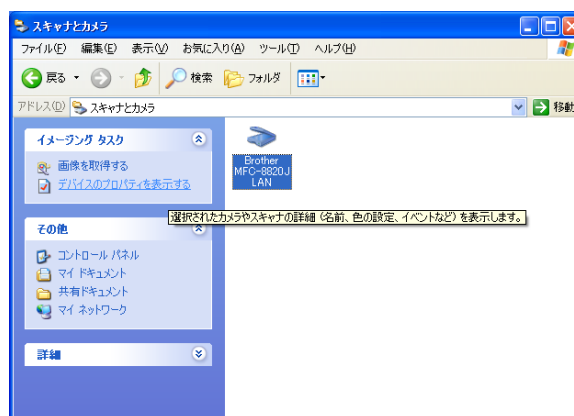 スキャナとカメラ
ファイル(F) 編集(E) 表示(V) お気に入り(A) ツール(T) ヘルプ(H)
戻る 検索 フォルダ
アドレス(D) スキャナとカメラ 移動
イメージング タスク
画像を取得する
デバイスのプロパティを表示する
Brother
MFC-8820J
LAN
選択されたカメラやスキャナの詳細 (名前、色の設定、イベントなど) を表示します。
その他
コントロール パネル
マイ ドキュメント
共有ドキュメント
マイ ネットワーク
詳細